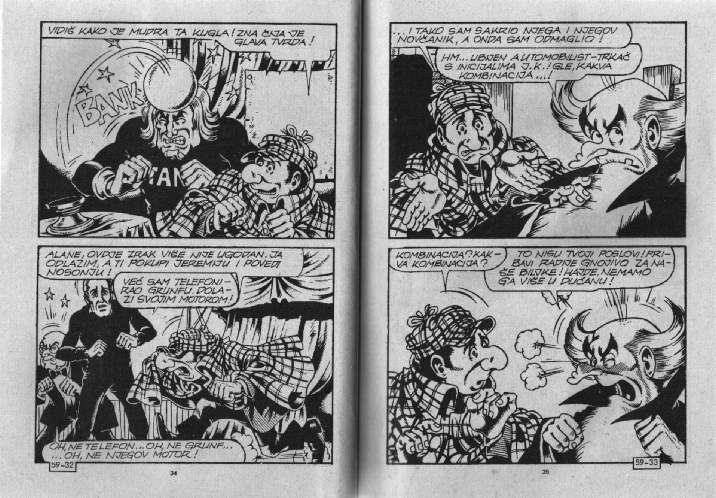 VIDIŠ KAKO JE MUDRA TA KUGLA! ZNA ČIJA JE
GLAVA TVRDA!
BANK
TAN
ALANE, OVDJE ZRAK VIŠE NIJE UGODAN. JA
ODLAZIM, A TI POKUPI JEREMIJU I POVEDI
NOSONJU!
VEĆ SAM TELEFONI-
RAO GRUNFU. DOLA-
ZI SVOJIM MOTOROM!
OH, NE TELEFON... OH, NE GRUNF...
...OH, NE NJEGOV MOTOR!
59-32
34
...I TAKO SAM SAKRIO NJEGA I NJEGOV
NOVČANIK, A ONDA SAM ODMAGLIO!
HM... UBIJEN AUTOMOBILIST-TRKAČ
S INICIJALIMA J.K.! GLE, KAKVA
KOMBINACIJA...!
KOMBINACIJA? KAK-
VA KOMBINACIJA?
TO NISU TVOJI POSLOVI! PRI-
BAVI RADIJE GNOJIVO ZA NA-
ŠE BILJKE! HAJDE, NEMAMO
GA VIŠE U DUĆANU!
35
59-33